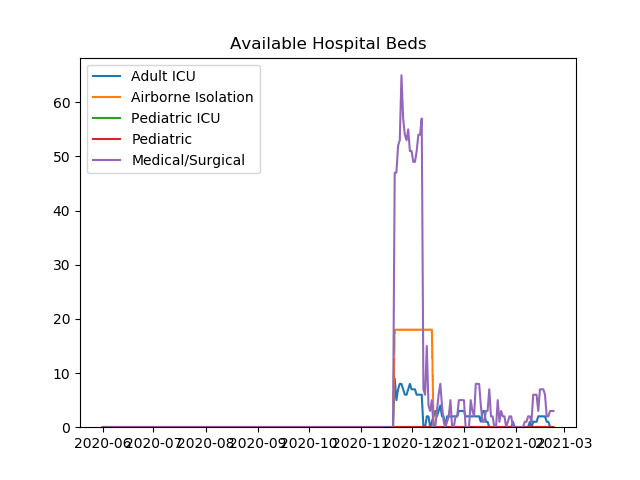 Available Hospital Beds
Adult ICU
Airborne Isolation
Pediatric ICU
Pediatric
Medical/Surgical
60
50
40
30
20
10
0
2020-06 2020-07 2020-08 2020-09 2020-10 2020-11 2020-12 2021-01 2021-02 2021-03